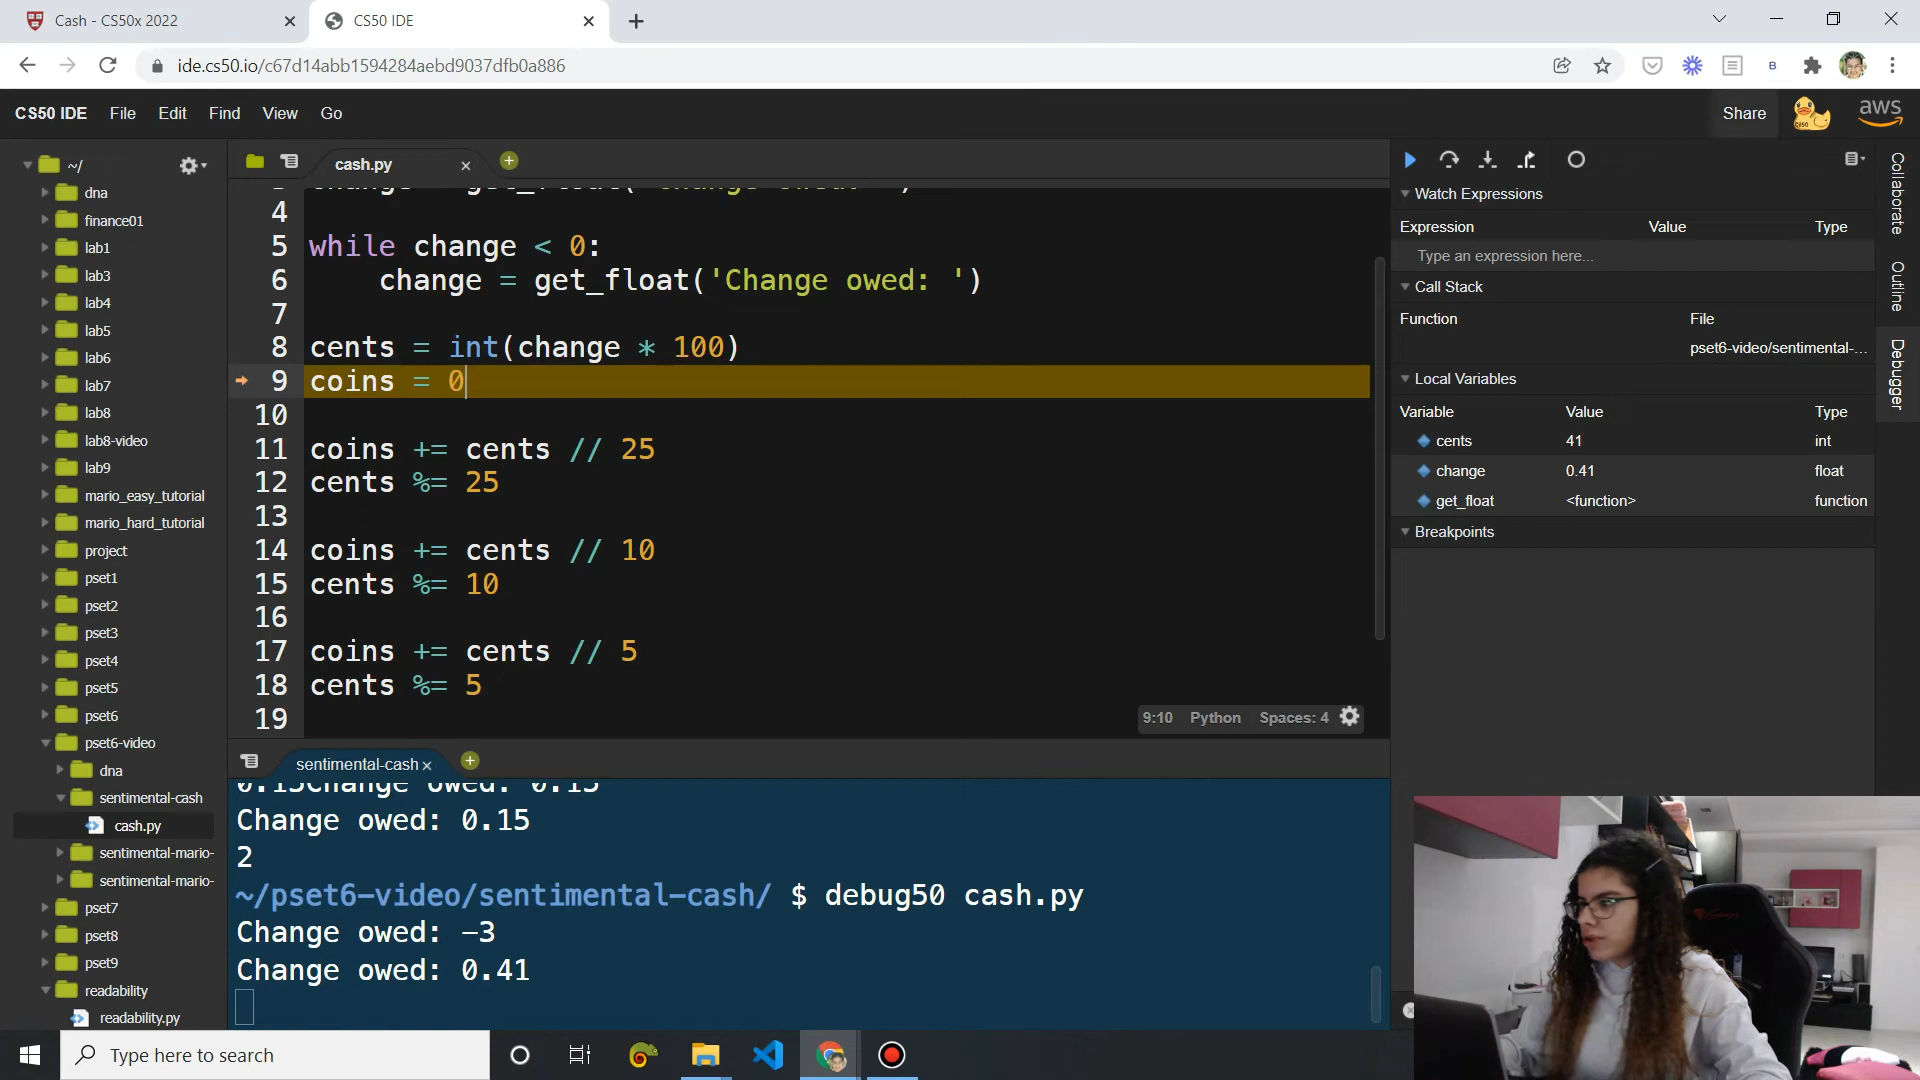 Cash - CS50x 2022
CS50 IDE
ide.cs50.io/c67d14abb1594284aebd9037dfb0a886
B
CS50 IDE File Edit Find View Go
Share
aws
~/
dna
finance01
lab1
lab3
lab4
lab5
lab6
lab7
lab8
lab8-video
lab9
mario_easy_tutorial
mario_hard_tutorial
project
pset1
pset2
pset3
pset4
pset5
pset6
pset6-video
dna
sentimental-cash
cash.py
sentimental-mario-
sentimental-mario-
pset7
pset8
pset9
readability
readability.py
cash.py
4
5 while change < 0:
6 change = get_float('Change owed: ')
7
8 cents = int(change * 100)
9 coins = 0
10
11 coins += cents // 25
12 cents %= 25
13
14 coins += cents // 10
15 cents %= 10
16
17 coins += cents // 5
18 cents %= 5
19
9:10 Python Spaces: 4
sentimental-cash
0.15Change owed: 0.15
Change owed: 0.15
2
~/pset6-video/sentimental-cash/ $ debug50 cash.py
Change owed: -3
Change owed: 0.41
Watch Expressions
Expression Value Type
Type an expression here...
Call Stack
Function File
pset6-video/sentimental-...
Local Variables
Variable Value Type
cents 41 int
change 0.41 float
get_float <function> function
Breakpoints
Collaborate
Outline
Debugger
Type here to search